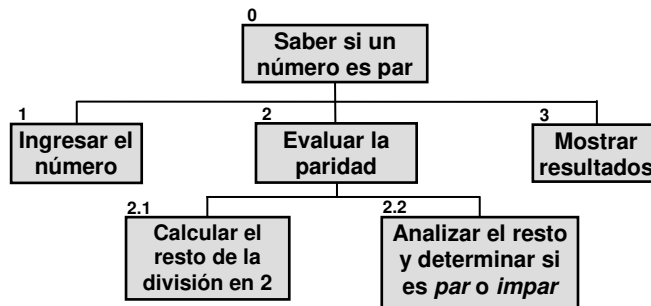 0
Saber si un
número es par
1
Ingresar el
número
2
Evaluar la
paridad
3
Mostrar
resultados
2.1
Calcular el
resto de la
división en 2
2.2
Analizar el resto
y determinar si
es par o impar